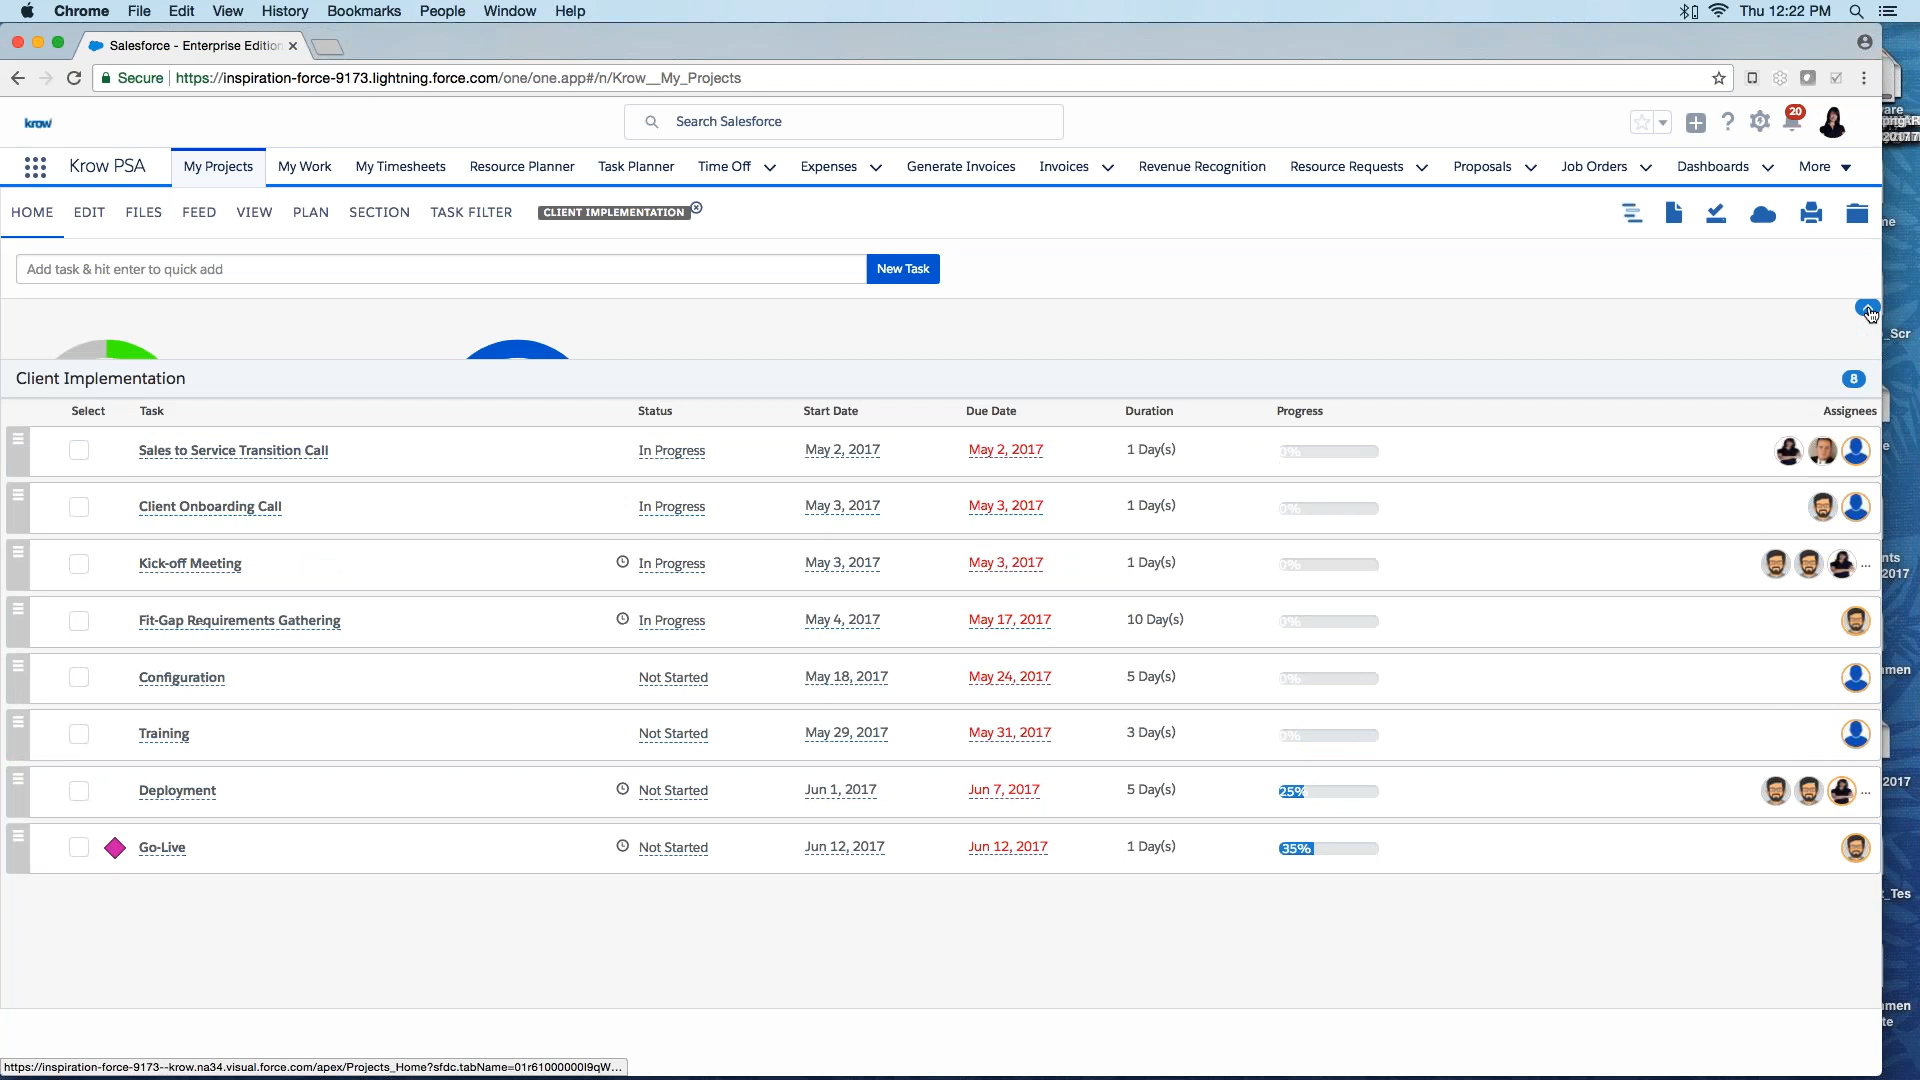 Chrome File Edit View History Bookmarks People Window Help Thu 12:22 PM
Salesforce - Enterprise Edition
Secure https://inspiration-force-9173.lightning.force.com/one/one.app#/n/Krow__My_Projects
krow Search Salesforce 20
Krow PSA My Projects My Work My Timesheets Resource Planner Task Planner Time Off Expenses Generate Invoices Invoices Revenue Recognition Resource Requests Proposals Job Orders Dashboards More
HOME EDIT FILES FEED VIEW PLAN SECTION TASK FILTER CLIENT IMPLEMENTATION
Add task & hit enter to quick add New Task
Client Implementation 8
Select Task Status Start Date Due Date Duration Progress Assignees
Sales to Service Transition Call In Progress May 2, 2017 May 2, 2017 1 Day(s) 0%
Client Onboarding Call In Progress May 3, 2017 May 3, 2017 1 Day(s) 0%
Kick-off Meeting In Progress May 3, 2017 May 3, 2017 1 Day(s) 0% ...
Fit-Gap Requirements Gathering In Progress May 4, 2017 May 17, 2017 10 Day(s) 0%
Configuration Not Started May 18, 2017 May 24, 2017 5 Day(s) 0%
Training Not Started May 29, 2017 May 31, 2017 3 Day(s) 0%
Deployment Not Started Jun 1, 2017 Jun 7, 2017 5 Day(s) 25% ...
Go-Live Not Started Jun 12, 2017 Jun 12, 2017 1 Day(s) 35%
https://inspiration-force-9173--krow.na34.visual.force.com/apex/Projects_Home?sfdc.tabName=01r61000000I9qW...